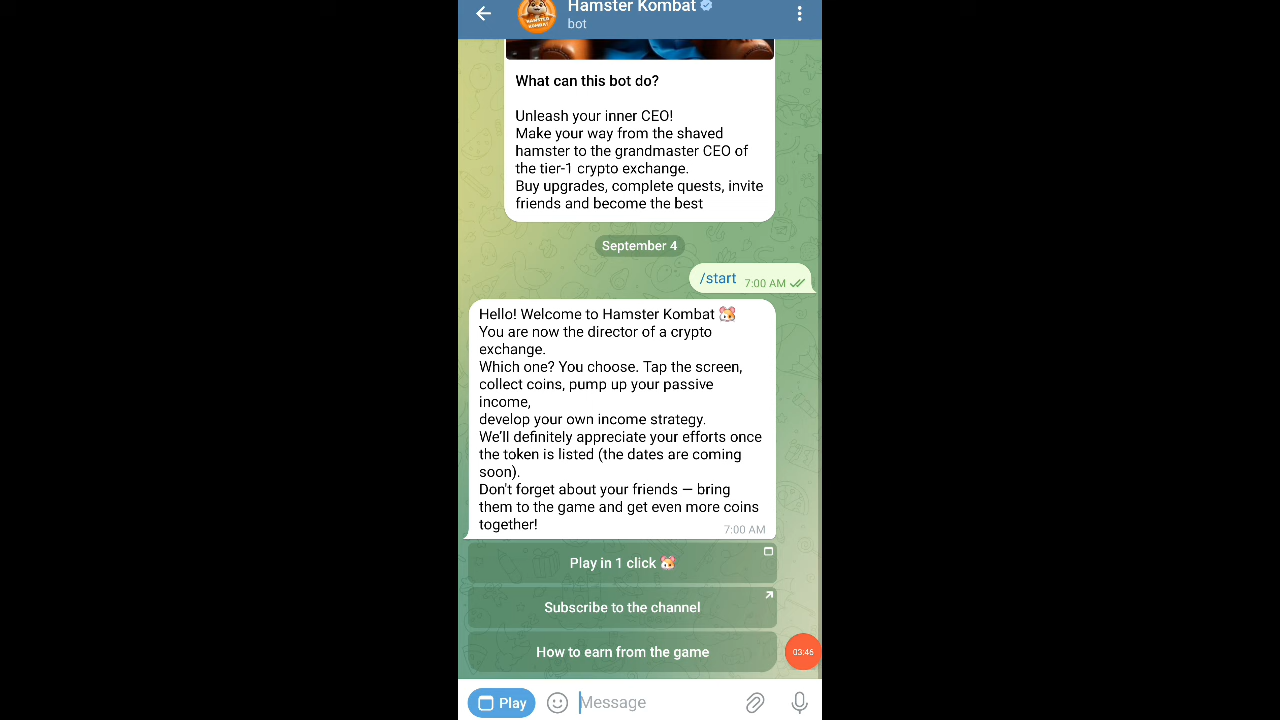 Hamster Kombat
bot
HAMSTER
KOMBAT
What can this bot do?
Unleash your inner CEO!
Make your way from the shaved
hamster to the grandmaster CEO of
the tier-1 crypto exchange.
Buy upgrades, complete quests, invite
friends and become the best
September 4
/start 7:00 AM
Hello! Welcome to Hamster Kombat 🐹
You are now the director of a crypto
exchange.
Which one? You choose. Tap the screen,
collect coins, pump up your passive
income,
develop your own income strategy.
We'll definitely appreciate your efforts once
the token is listed (the dates are coming
soon).
Don't forget about your friends — bring
them to the game and get even more coins
together!
7:00 AM
Play in 1 click 🐹
Subscribe to the channel
How to earn from the game
03:46
Play
Message